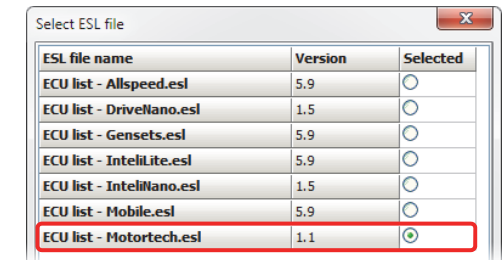 Select ESL file
ESL file name Version Selected
ECU list - Allspeed.esl 5.9
ECU list - DriveNano.esl 1.5
ECU list - Gensets.esl 5.9
ECU list - InteliLite.esl 5.9
ECU list - InteliNano.esl 1.5
ECU list - Mobile.esl 5.9
ECU list - Motortech.esl 1.1